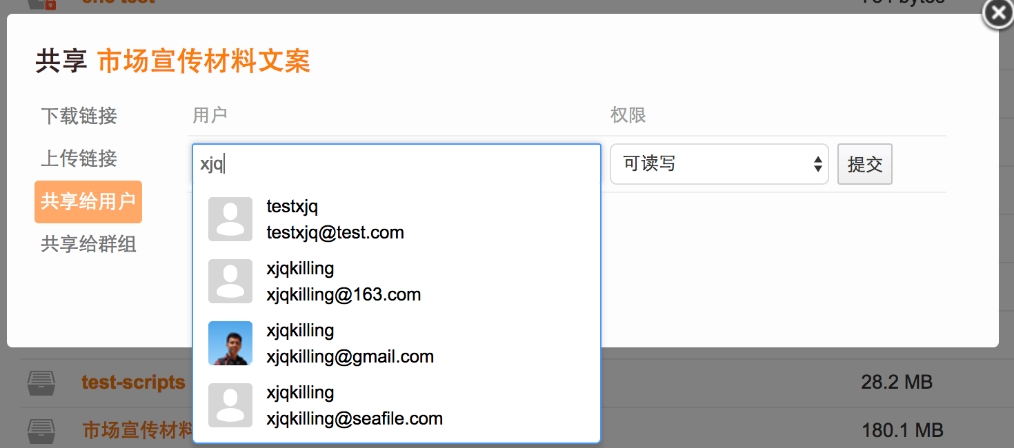 共享 市场宣传材料文案
下载链接
上传链接
共享给用户
共享给群组
用户
权限
xjq
可读写
提交
testxjq
testxjq@test.com
xjqkilling
xjqkilling@163.com
xjqkilling
xjqkilling@gmail.com
xjqkilling
xjqkilling@seafile.com
test-scripts
28.2 MB
市场宣传材料
180.1 MB